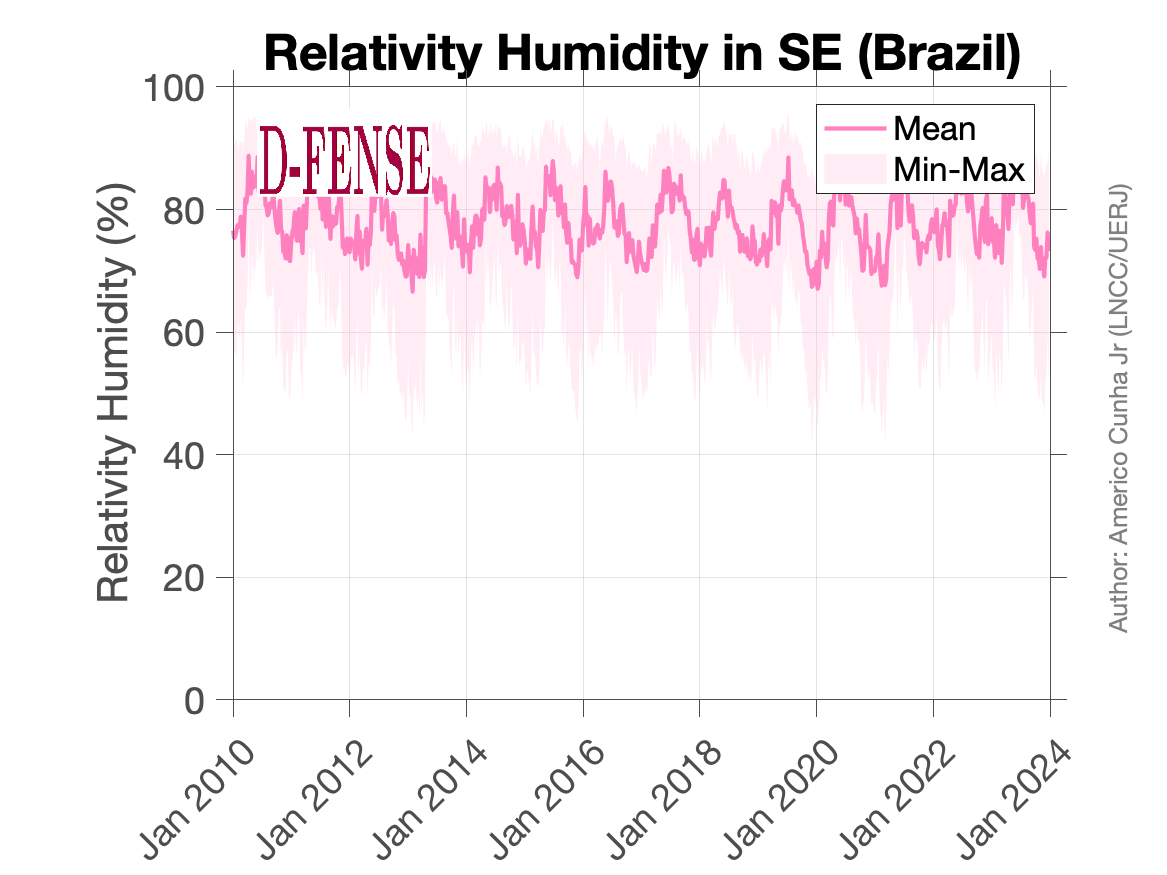 Relativity Humidity in SE (Brazil)
100
80
60
40
20
0
Relativity Humidity (%)
D-FENSE
Mean
Min-Max
Jan 2010
Jan 2012
Jan 2014
Jan 2016
Jan 2018
Jan 2020
Jan 2022
Jan 2024
Author: Americo Cunha Jr (LNCC/UERJ)